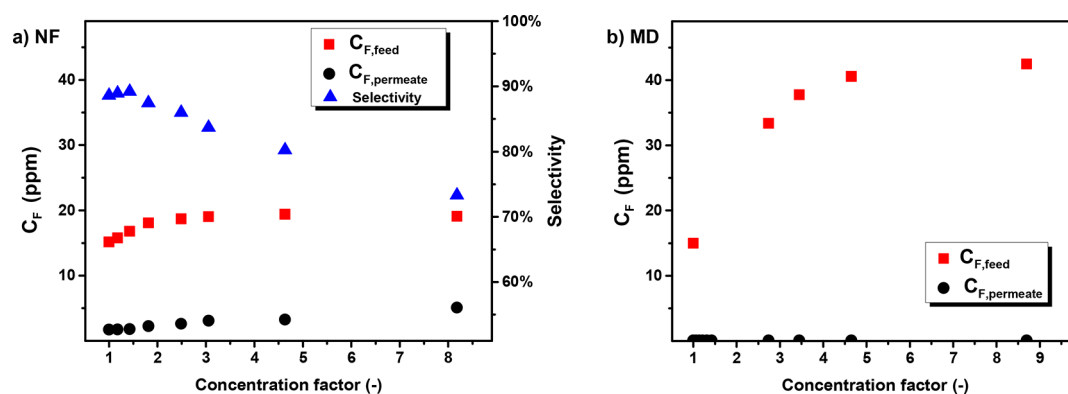 a) NF
C_F,feed
C_F,permeate
Selectivity
C_F (ppm)
40
30
20
10
100%
90%
80%
70%
60%
Selectivity
1 2 3 4 5 6 7 8
Concentration factor (-)
b) MD
C_F (ppm)
40
30
20
10
C_F,feed
C_F,permeate
1 2 3 4 5 6 7 8 9
Concentration factor (-)